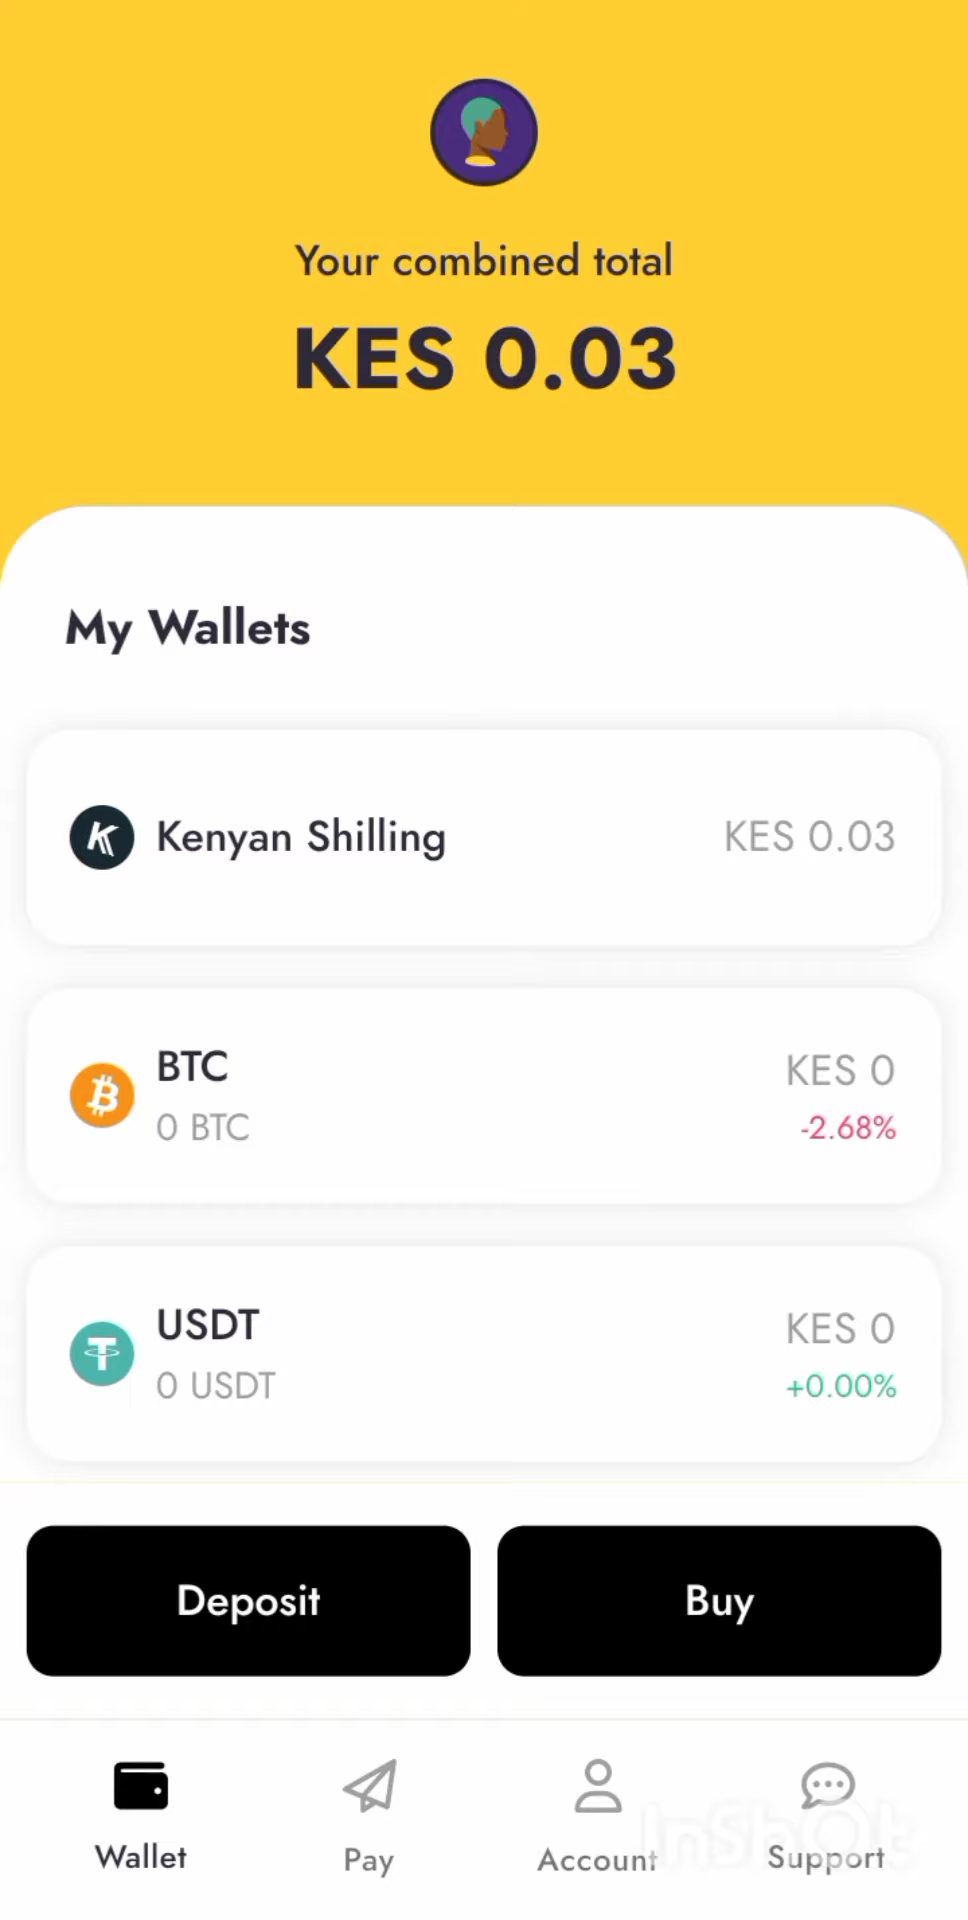 Your combined total
KES 0.03
My Wallets
Kenyan Shilling
KES 0.03
BTC
KES 0
0 BTC
-2.68%
USDT
KES 0
0 USDT
+0.00%
Deposit
Buy
Wallet
Pay
Account
Support
InShOt